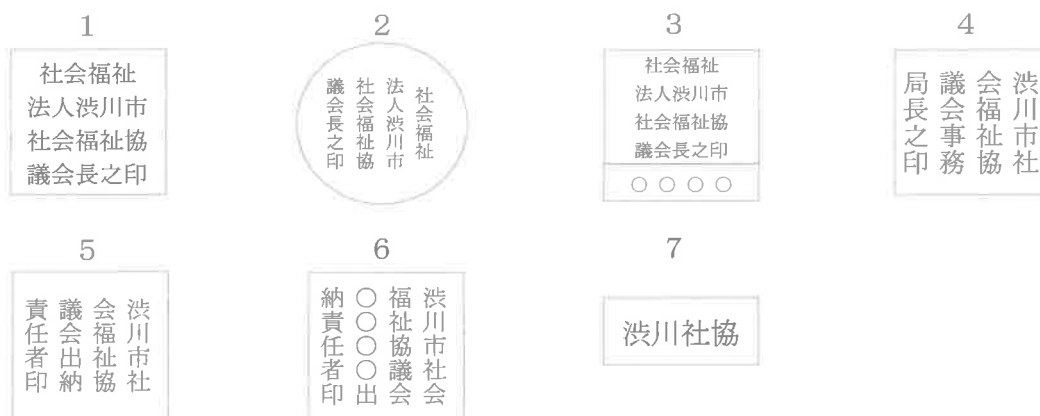 1
社会福祉
法人渋川市
社会福祉協
議会長之印
2
社会福祉
法人渋川市
社会福祉協
議会長之印
3
社会福祉
法人渋川市
社会福祉協
議会長之印
○○○○
4
渋川市社
会福祉協
議会事務
局長之印
5
渋川市社
会福祉協
議会出納
責任者印
6
渋川市社会
福祉協議会
○○○○出
納責任者印
7
渋川社協